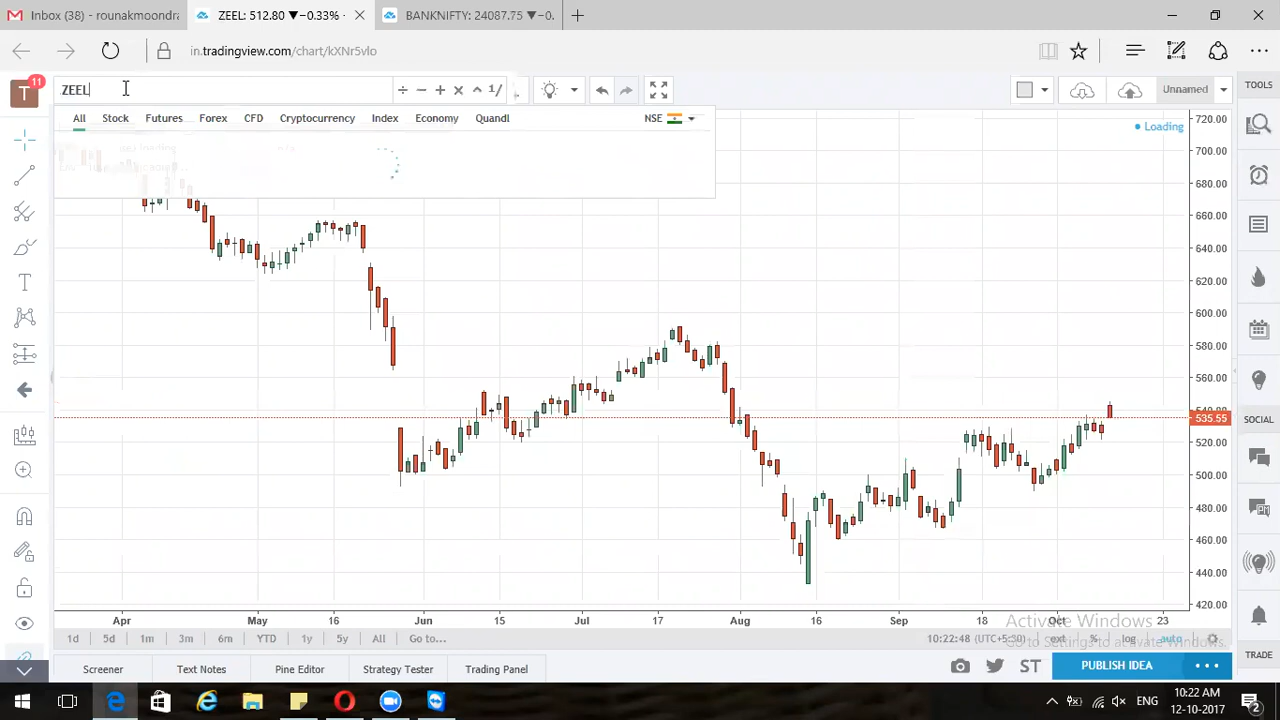 Inbox (38) - rounakmoondra
ZEEL: 512.80 ▼−0.33%
BANKNIFTY: 24087.75 ▼−0.
in.tradingview.com/chart/kXNr5vlo
T
11
ZEEL
1/
Unnamed
TOOLS
All Stock Futures Forex CFD Cryptocurrency Index Economy Quandl
NSE
Loading
720.00
700.00
680.00
660.00
640.00
620.00
600.00
580.00
560.00
540.00
535.55
520.00
500.00
480.00
460.00
440.00
420.00
SOCIAL
Apr May 16 Jun 15 Jul 17 Aug 16 Sep 18 Oct 23
Activate Windows
Go to Settings to activate Windows.
1d 5d 1m 3m 6m YTD 1y 5y All Go to...
10:22:48 (UTC+5:30) ext % log auto
Screener Text Notes Pine Editor Strategy Tester Trading Panel
ST
PUBLISH IDEA
TRADE
ENG
10:22 AM
12-10-2017
2